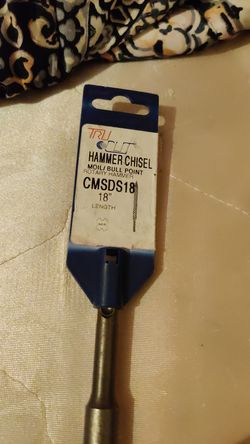 TRU CUT
HAMMER CHISEL
MOIL/BULL POINT
ROTARY HAMMER
CMSDS18
18"
LENGTH